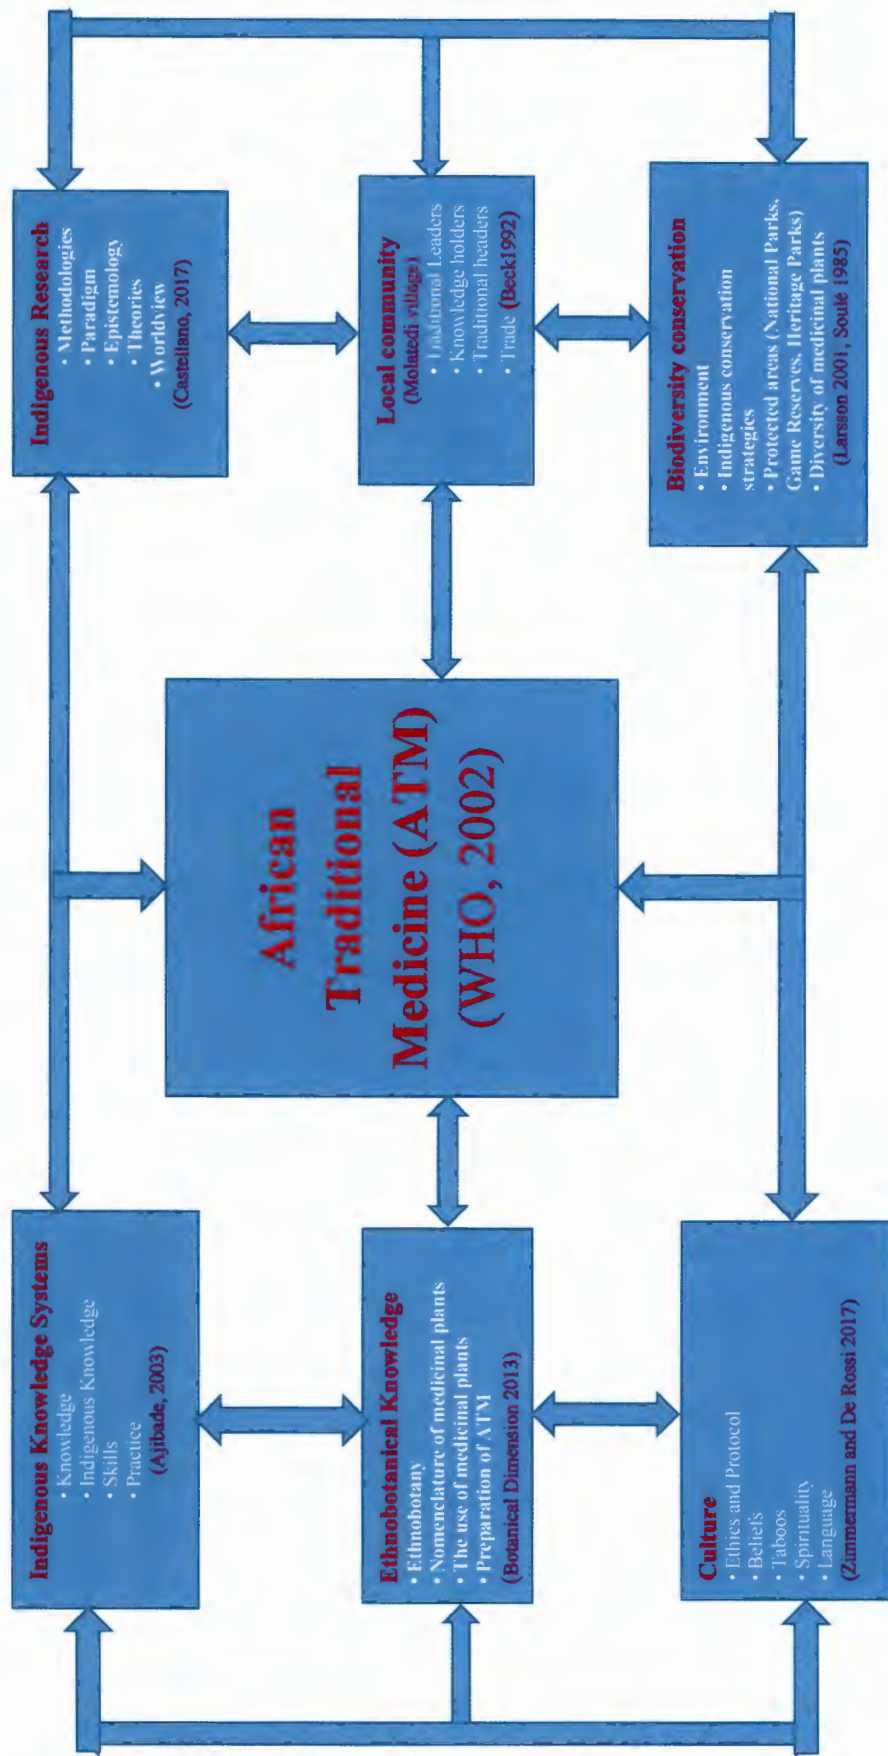 Indigenous Knowledge Systems
• Knowledge
• Indigenous Knowledge
• Skills
• Practice
(Ajibade, 2003)
Ethnobotanical Knowledge
• Ethnobotany
• Nomenclature of medicinal plants
• The use of medicinal plants
• Preparation of ATM
(Botanical Dimension 2013)
Culture
• Ethics and Protocol
• Beliefs
• Taboos
• Spirituality
• Language
(Zimmermann and De Rossi 2017)
African
Traditional
Medicine (ATM)
(WHO, 2002)
Indigenous Research
• Methodologies
• Paradigm
• Epistemology
• Theories
• Worldview
(Castellano, 2017)
Local community
(Molatedi village)
• Traditional Leaders
• Knowledge holders
• Traditional headers
• Trade (Beck1992)
Biodiversity conservation
• Environment
• Indigenous conservation
strategies
• Protected areas (National Parks,
Game Reserves, Heritage Parks)
• Diversity of medicinal plants
(Larsson 2001, Soulé 1985)